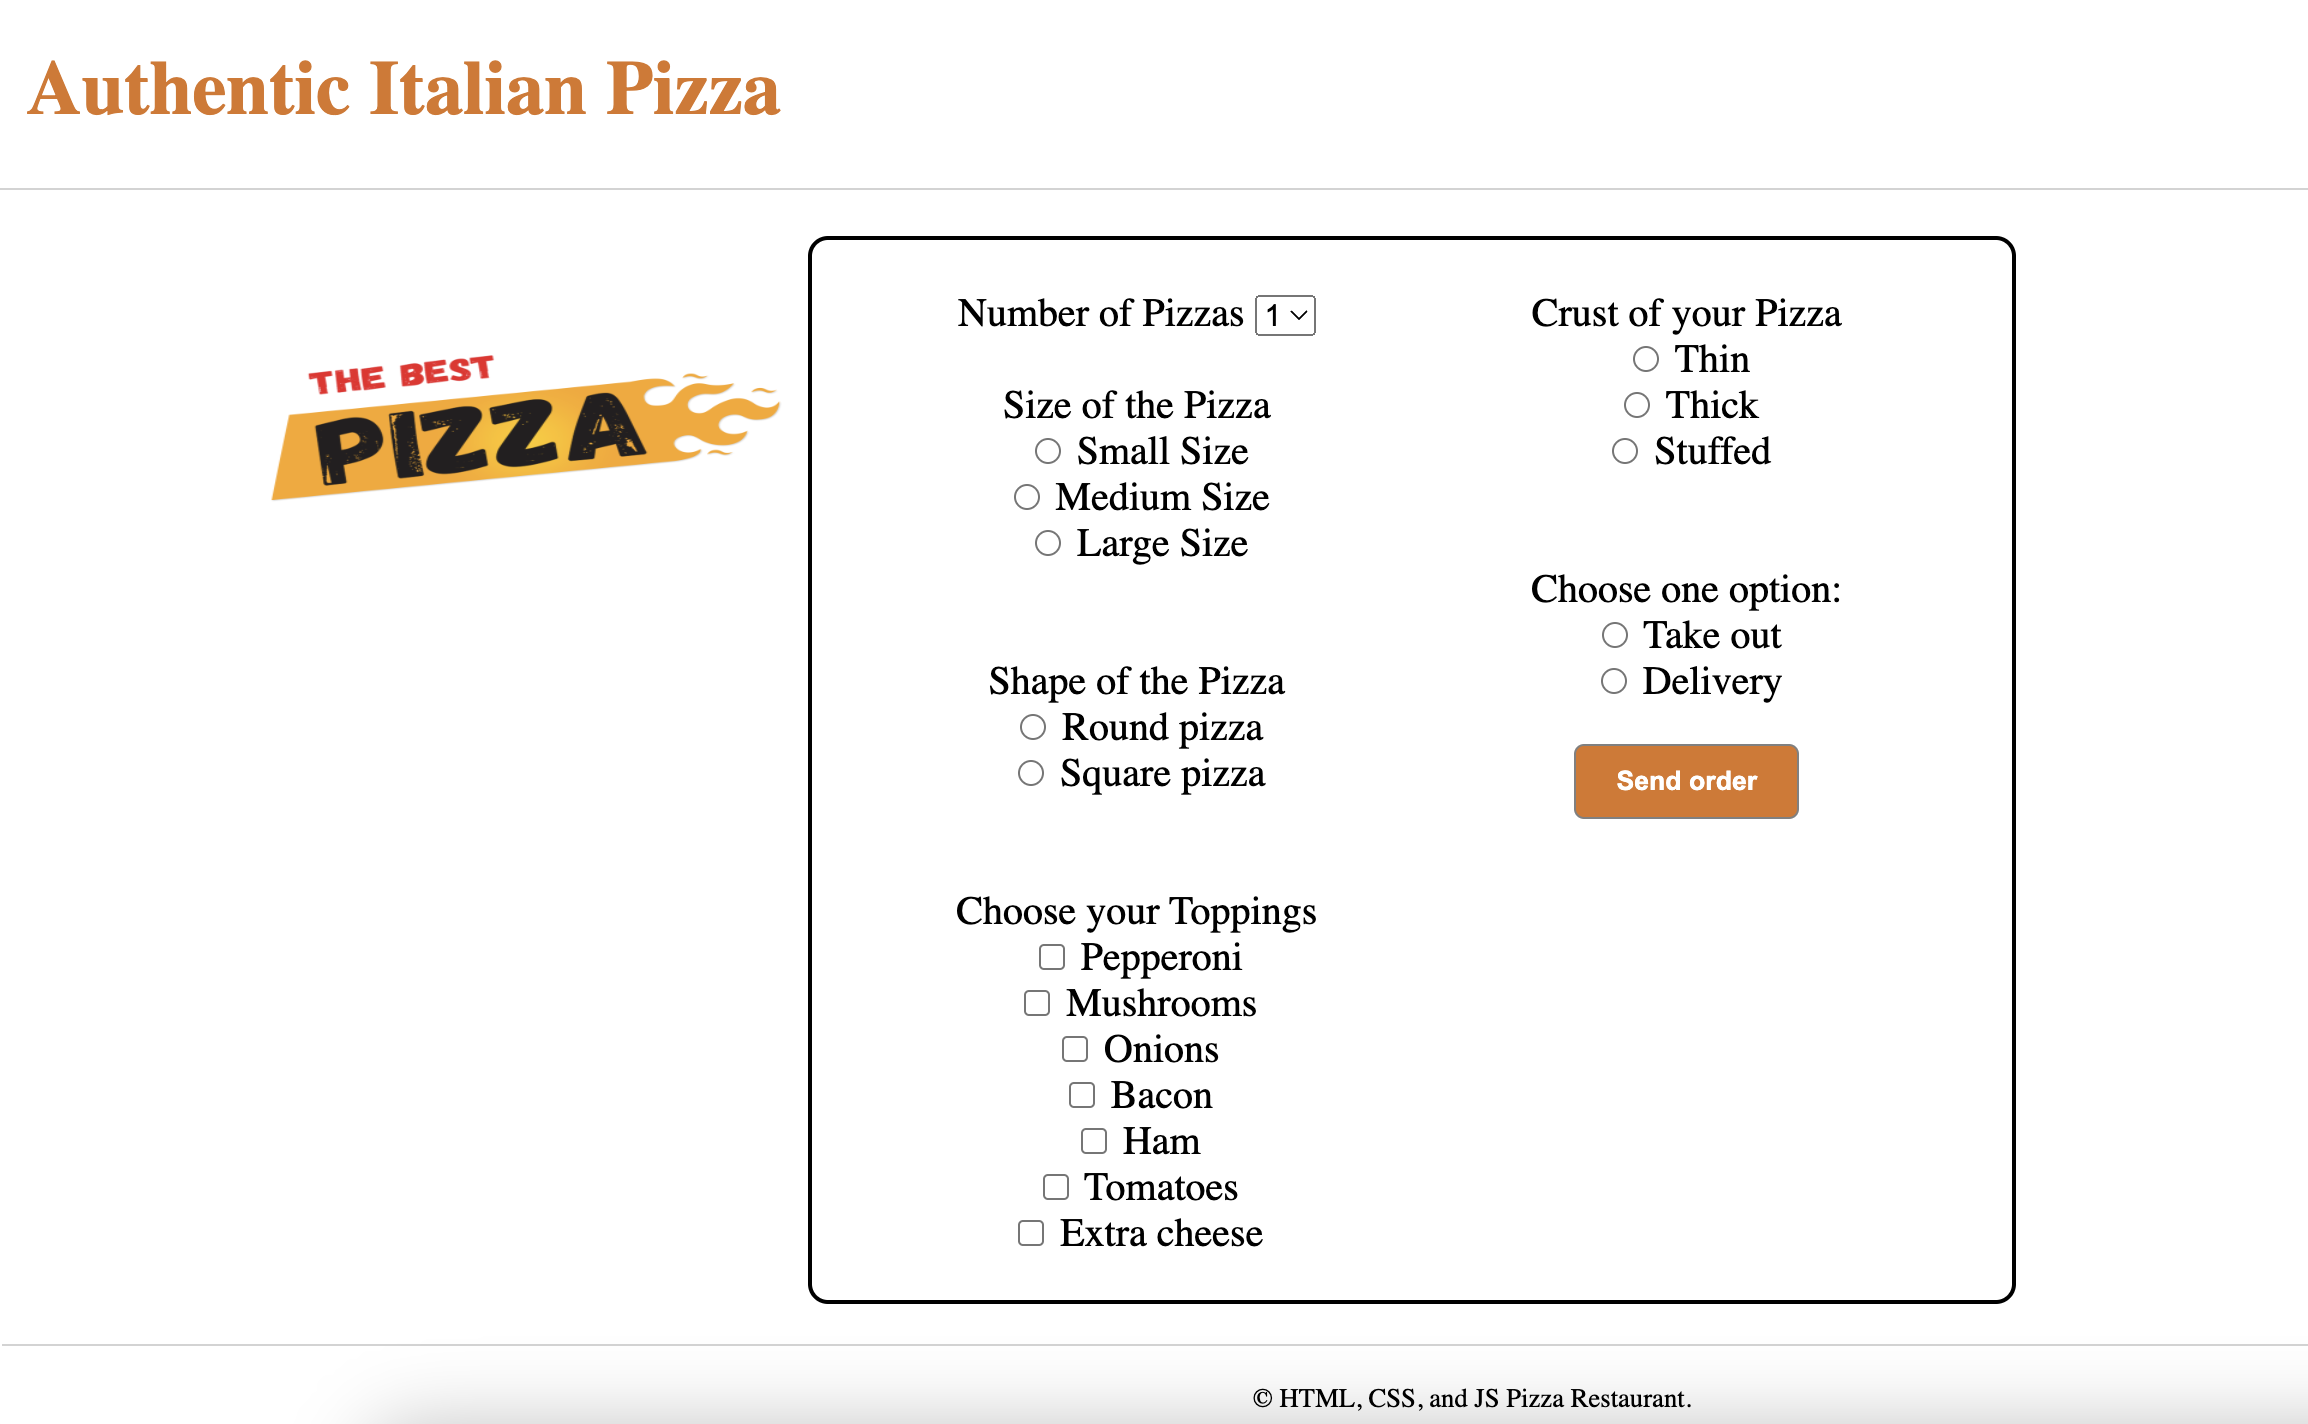 Authentic Italian Pizza
THE BEST
PIZZA
Number of Pizzas 1
Size of the Pizza
Small Size
Medium Size
Large Size
Shape of the Pizza
Round pizza
Square pizza
Choose your Toppings
Pepperoni
Mushrooms
Onions
Bacon
Ham
Tomatoes
Extra cheese
Crust of your Pizza
Thin
Thick
Stuffed
Choose one option:
Take out
Delivery
Send order
© HTML, CSS, and JS Pizza Restaurant.